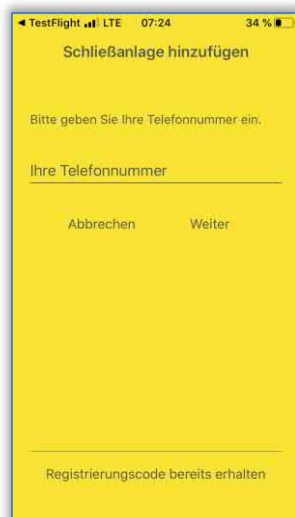 ◄ TestFlight LTE 07:24 34 %
Schließanlage hinzufügen
Bitte geben Sie Ihre Telefonnummer ein.
Ihre Telefonnummer
Abbrechen Weiter
Registrierungscode bereits erhalten